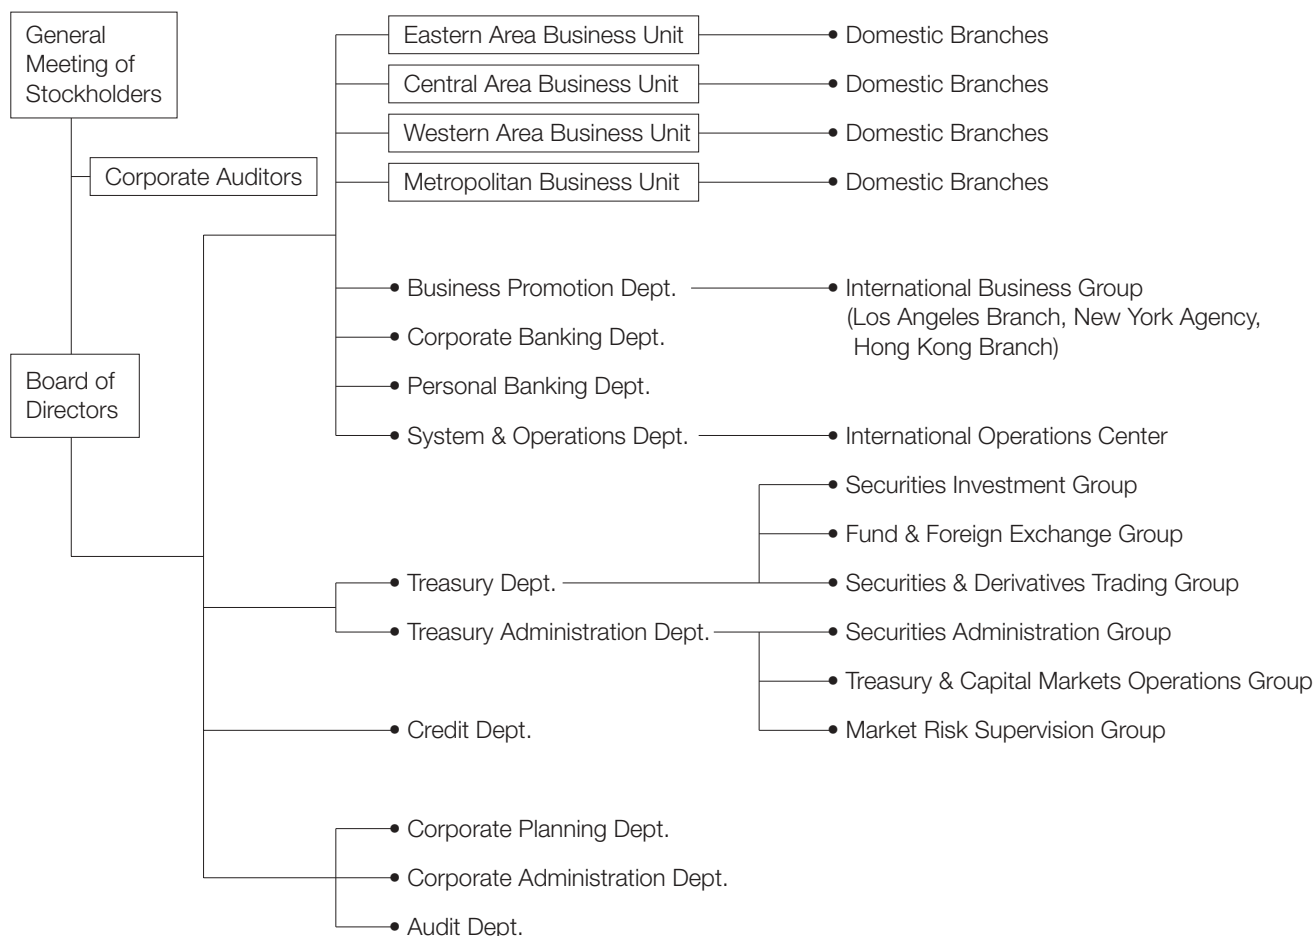 General
Meeting of
Stockholders
Corporate Auditors
Board of
Directors
Eastern Area Business Unit
Domestic Branches
Central Area Business Unit
Domestic Branches
Western Area Business Unit
Domestic Branches
Metropolitan Business Unit
Domestic Branches
Business Promotion Dept.
International Business Group
(Los Angeles Branch, New York Agency,
Hong Kong Branch)
Corporate Banking Dept.
Personal Banking Dept.
System & Operations Dept.
International Operations Center
Treasury Dept.
Securities Investment Group
Fund & Foreign Exchange Group
Securities & Derivatives Trading Group
Treasury Administration Dept.
Securities Administration Group
Treasury & Capital Markets Operations Group
Market Risk Supervision Group
Credit Dept.
Corporate Planning Dept.
Corporate Administration Dept.
Audit Dept.